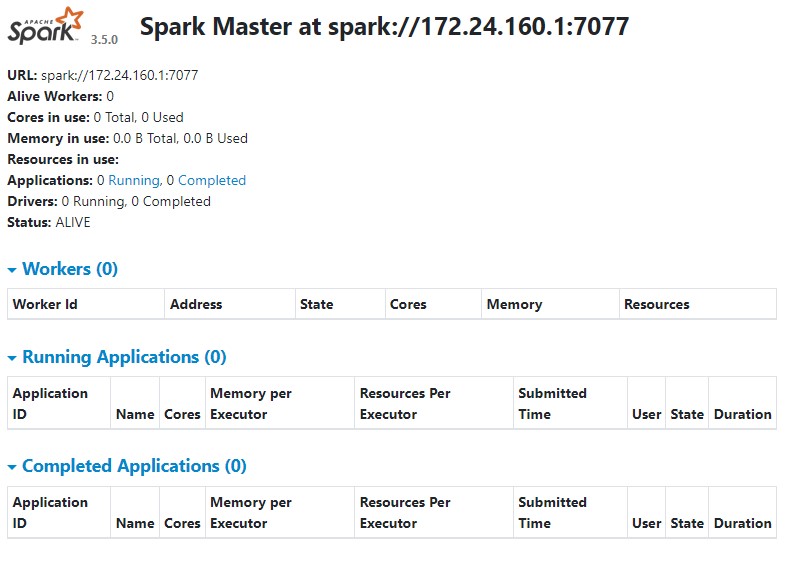 APACHE
Spark 3.5.0 Spark Master at spark://172.24.160.1:7077
URL: spark://172.24.160.1:7077
Alive Workers: 0
Cores in use: 0 Total, 0 Used
Memory in use: 0.0 B Total, 0.0 B Used
Resources in use:
Applications: 0 Running, 0 Completed
Drivers: 0 Running, 0 Completed
Status: ALIVE
Workers (0)
Worker Id Address State Cores Memory Resources
Running Applications (0)
Application ID Name Cores Memory per Executor Resources Per Executor Submitted Time User State Duration
Completed Applications (0)
Application ID Name Cores Memory per Executor Resources Per Executor Submitted Time User State Duration